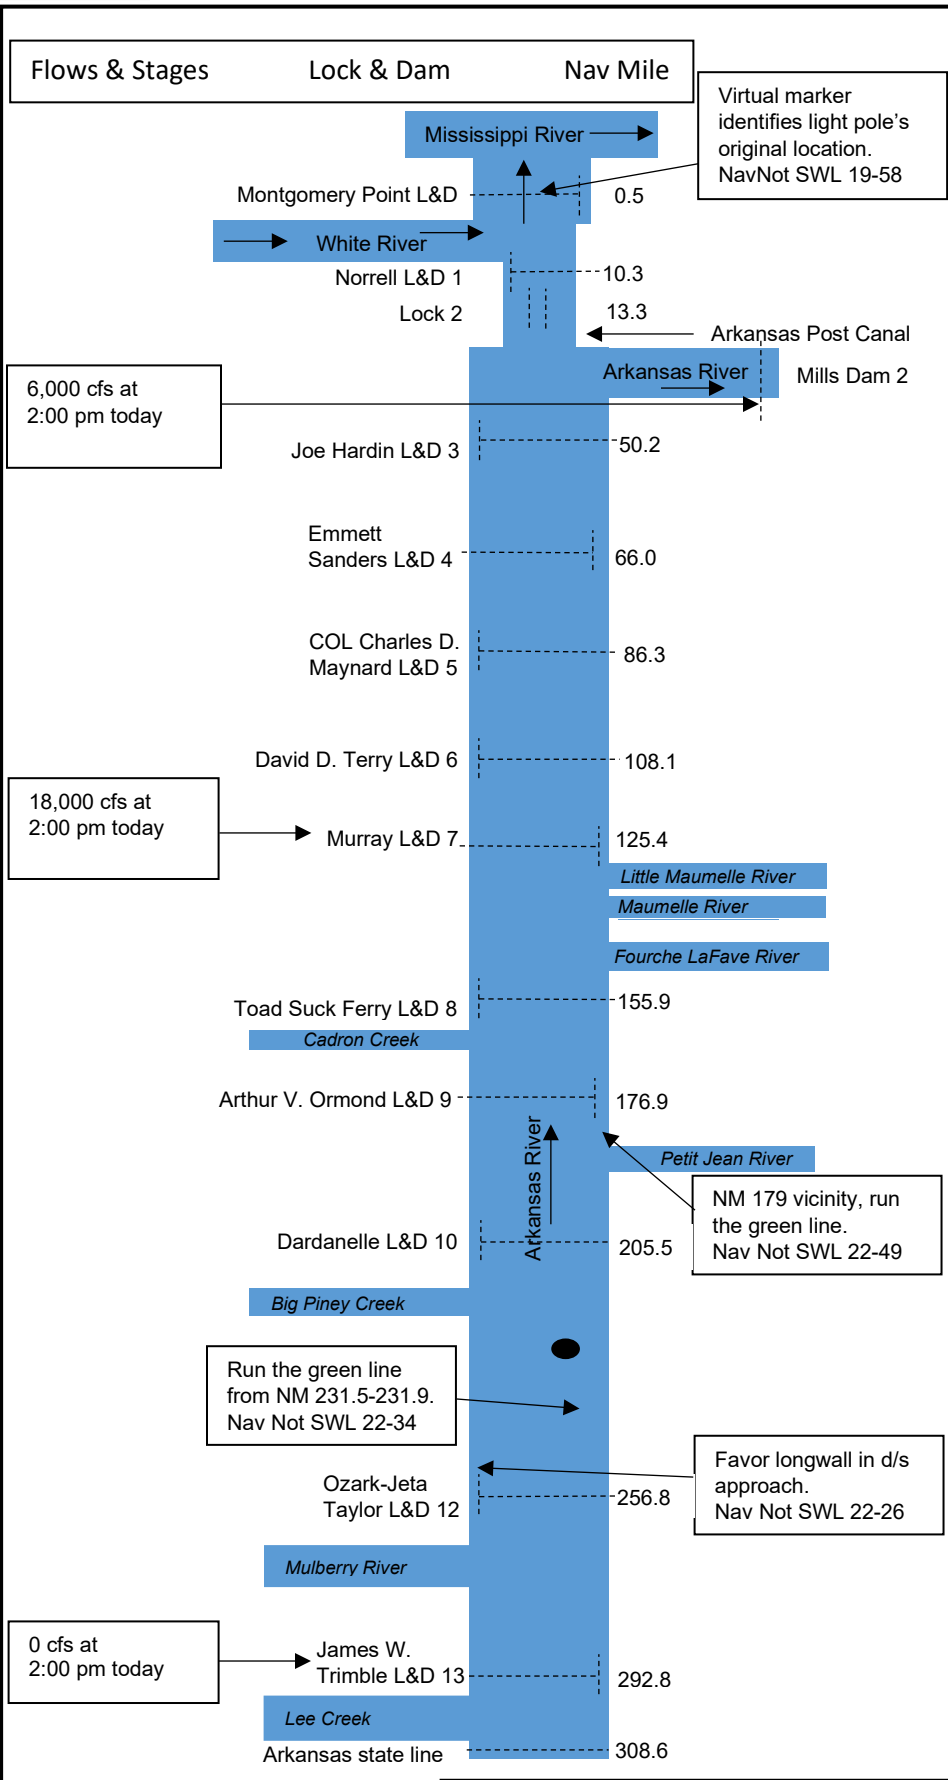 Flows & Stages Lock & Dam Nav Mile
Virtual marker
identifies light pole's
original location.
NavNot SWL 19-58
Mississippi River
Montgomery Point L&D 0.5
White River
Norrell L&D 1 10.3
Lock 2 13.3
Arkansas Post Canal
Arkansas River Mills Dam 2
6,000 cfs at
2:00 pm today
Joe Hardin L&D 3 50.2
Emmett
Sanders L&D 4 66.0
COL Charles D.
Maynard L&D 5 86.3
David D. Terry L&D 6 108.1
18,000 cfs at
2:00 pm today
Murray L&D 7 125.4
Little Maumelle River
Maumelle River
Fourche LaFave River
Toad Suck Ferry L&D 8 155.9
Cadron Creek
Arthur V. Ormond L&D 9 176.9
Arkansas River
Petit Jean River
NM 179 vicinity, run
the green line.
Nav Not SWL 22-49
Dardanelle L&D 10 205.5
Big Piney Creek
Run the green line
from NM 231.5-231.9.
Nav Not SWL 22-34
Favor longwall in d/s
approach.
Nav Not SWL 22-26
Ozark-Jeta
Taylor L&D 12 256.8
Mulberry River
0 cfs at
2:00 pm today
James W.
Trimble L&D 13 292.8
Lee Creek
Arkansas state line 308.6